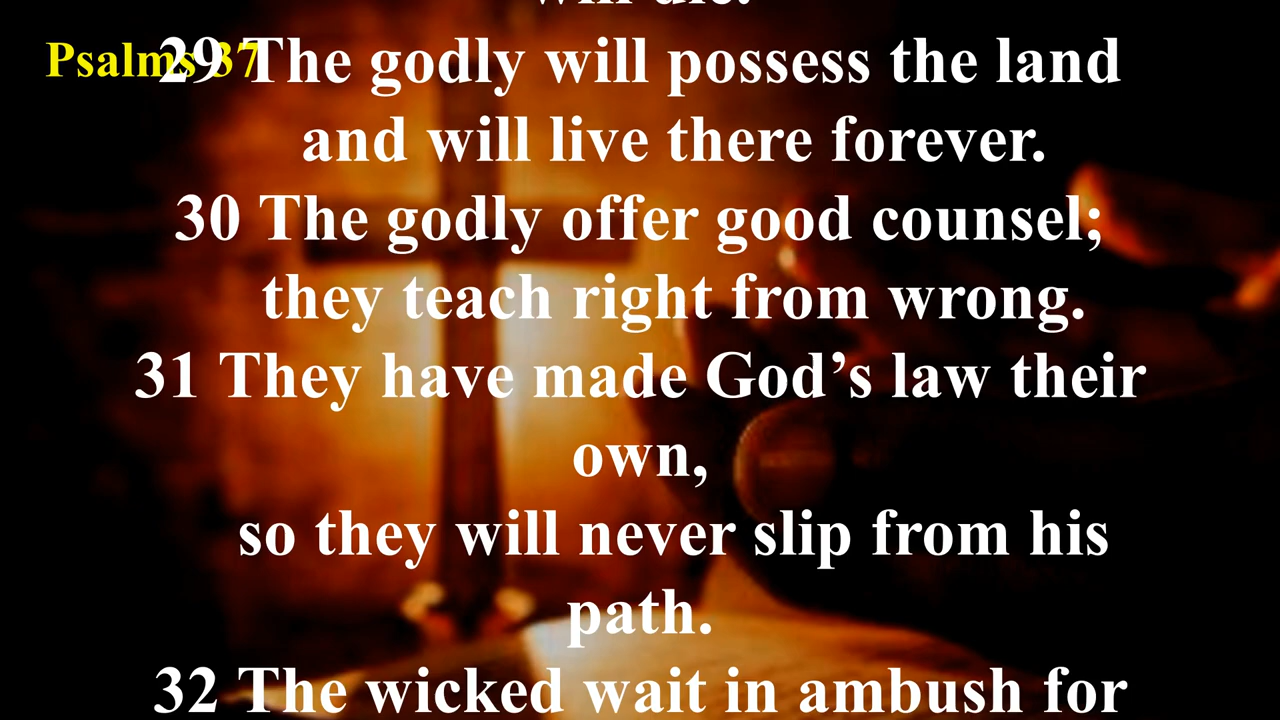 will die.
Psalms 37
29 The godly will possess the land
and will live there forever.
30 The godly offer good counsel;
they teach right from wrong.
31 They have made God’s law their
own,
so they will never slip from his
path.
32 The wicked wait in ambush for